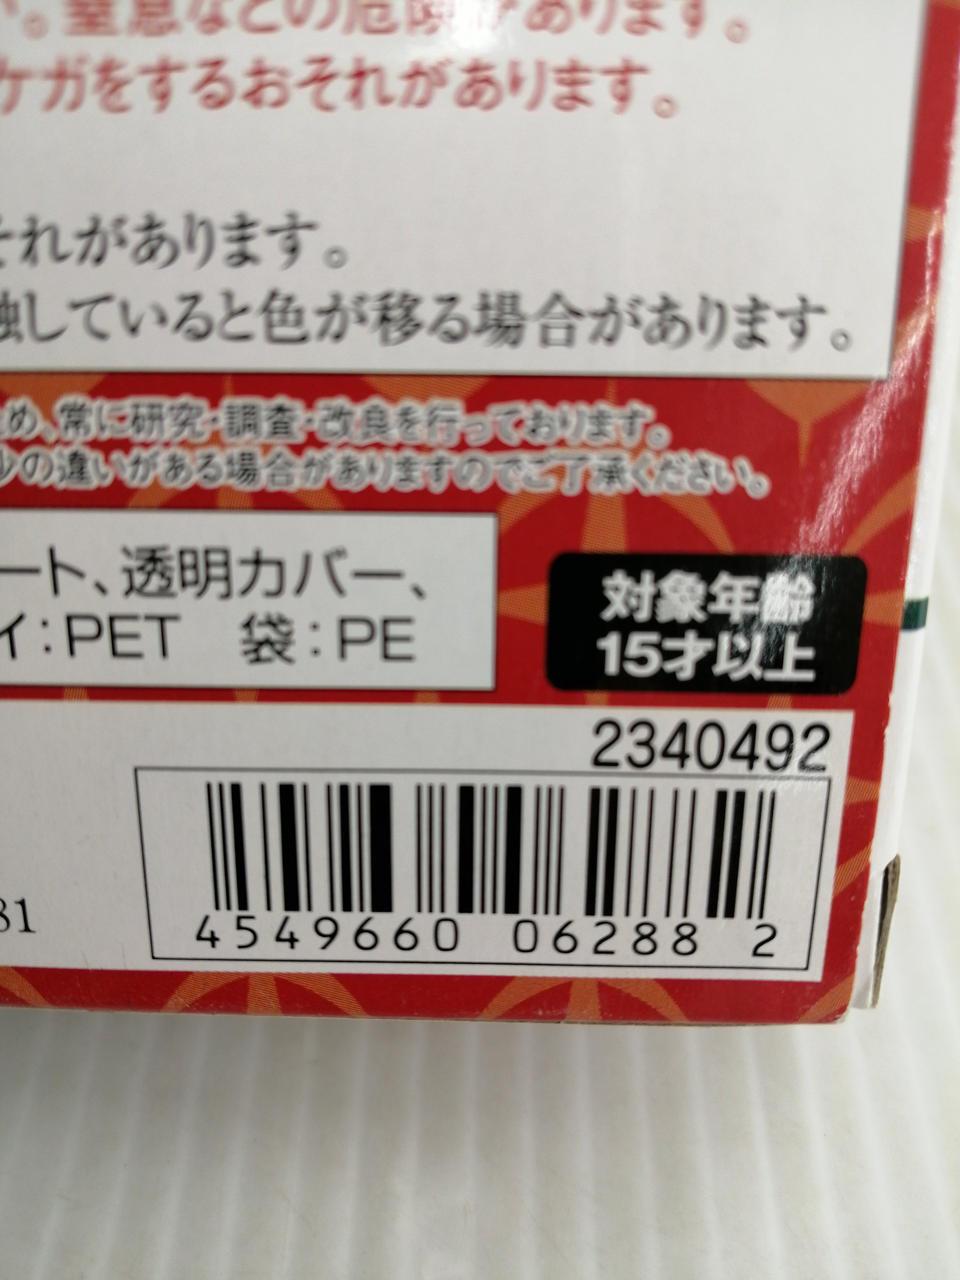 。窒息などの危険があります。
ケガをするおそれがあります。
それがあります。
触していると色が移る場合があります。
ため、常に研究・調査・改良を行っております。
少の違いがある場合がありますのでご了承ください。
ート、透明カバー、
イ：PET 袋：PE
対象年齢
15才以上
2340492
81
4549660 06288 2